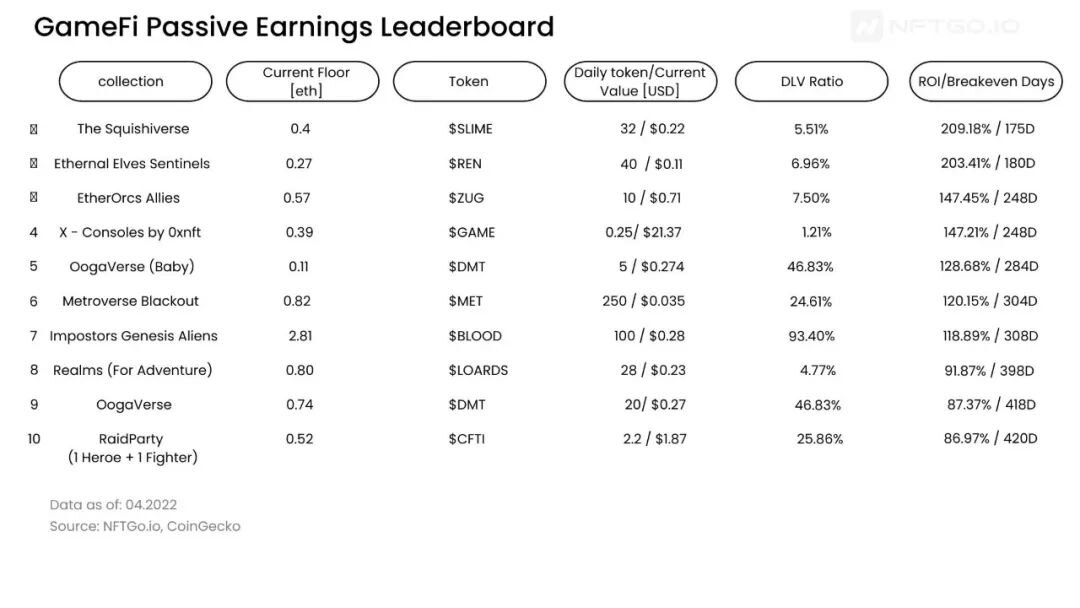 GameFi Passive Earnings Leaderboard
NFTGO.IO
collection Current Floor [eth] Token Daily token/Current Value [USD] DLV Ratio ROI/Breakeven Days
The Squishiverse 0.4 $SLIME 32 / $0.22 5.51% 209.18% / 175D
Ethernal Elves Sentinels 0.27 $REN 40 / $0.11 6.96% 203.41% / 180D
EtherOrcs Allies 0.57 $ZUG 10 / $0.71 7.50% 147.45% / 248D
4 X - Consoles by 0xnft 0.39 $GAME 0.25/ $21.37 1.21% 147.21% / 248D
5 OogaVerse (Baby) 0.11 $DMT 5 / $0.274 46.83% 128.68% / 284D
6 Metroverse Blackout 0.82 $MET 250 / $0.035 24.61% 120.15% / 304D
7 Impostors Genesis Aliens 2.81 $BLOOD 100 / $0.28 93.40% 118.89% / 308D
8 Realms (For Adventure) 0.80 $LOARDS 28 / $0.23 4.77% 91.87% / 398D
9 OogaVerse 0.74 $DMT 20/ $0.27 46.83% 87.37% / 418D
10 RaidParty 0.52 $CFTI 2.2 / $1.87 25.86% 86.97% / 420D
(1 Heroe + 1 Fighter)
Data as of: 04.2022
Source: NFTGo.io, CoinGecko